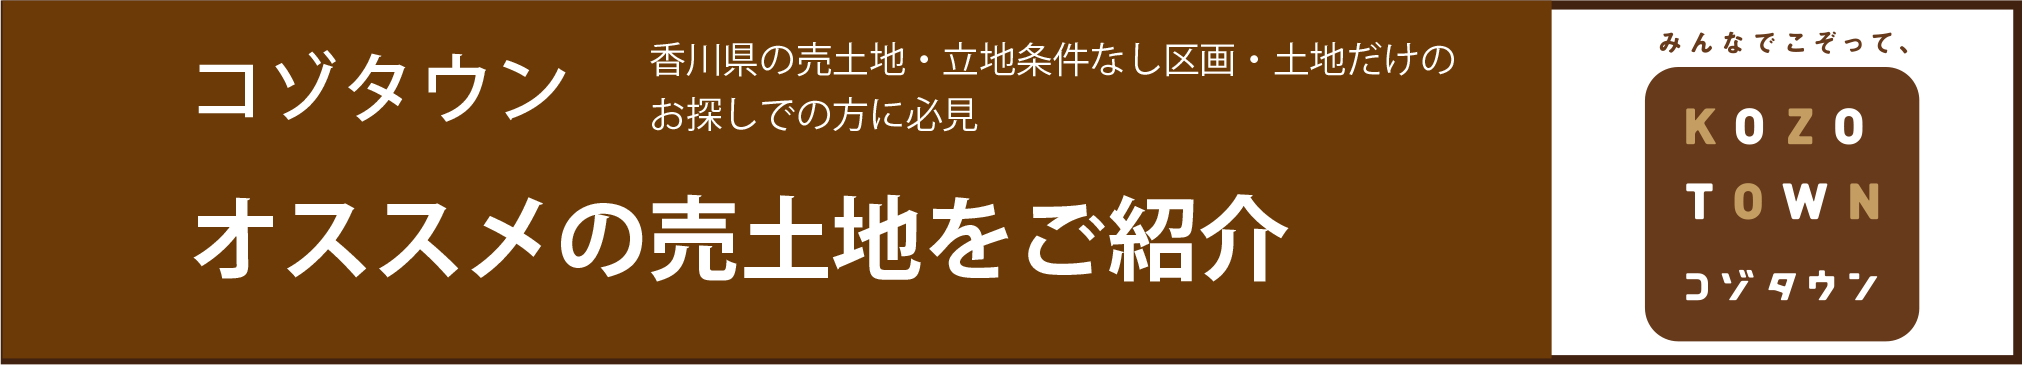 コゾタウン
香川県の売土地・立地条件なし区画・土地だけの
お探しでの方に必見
オススメの売土地をご紹介
みんなでこぞって、
KOZO
TOWN
コゾタウン